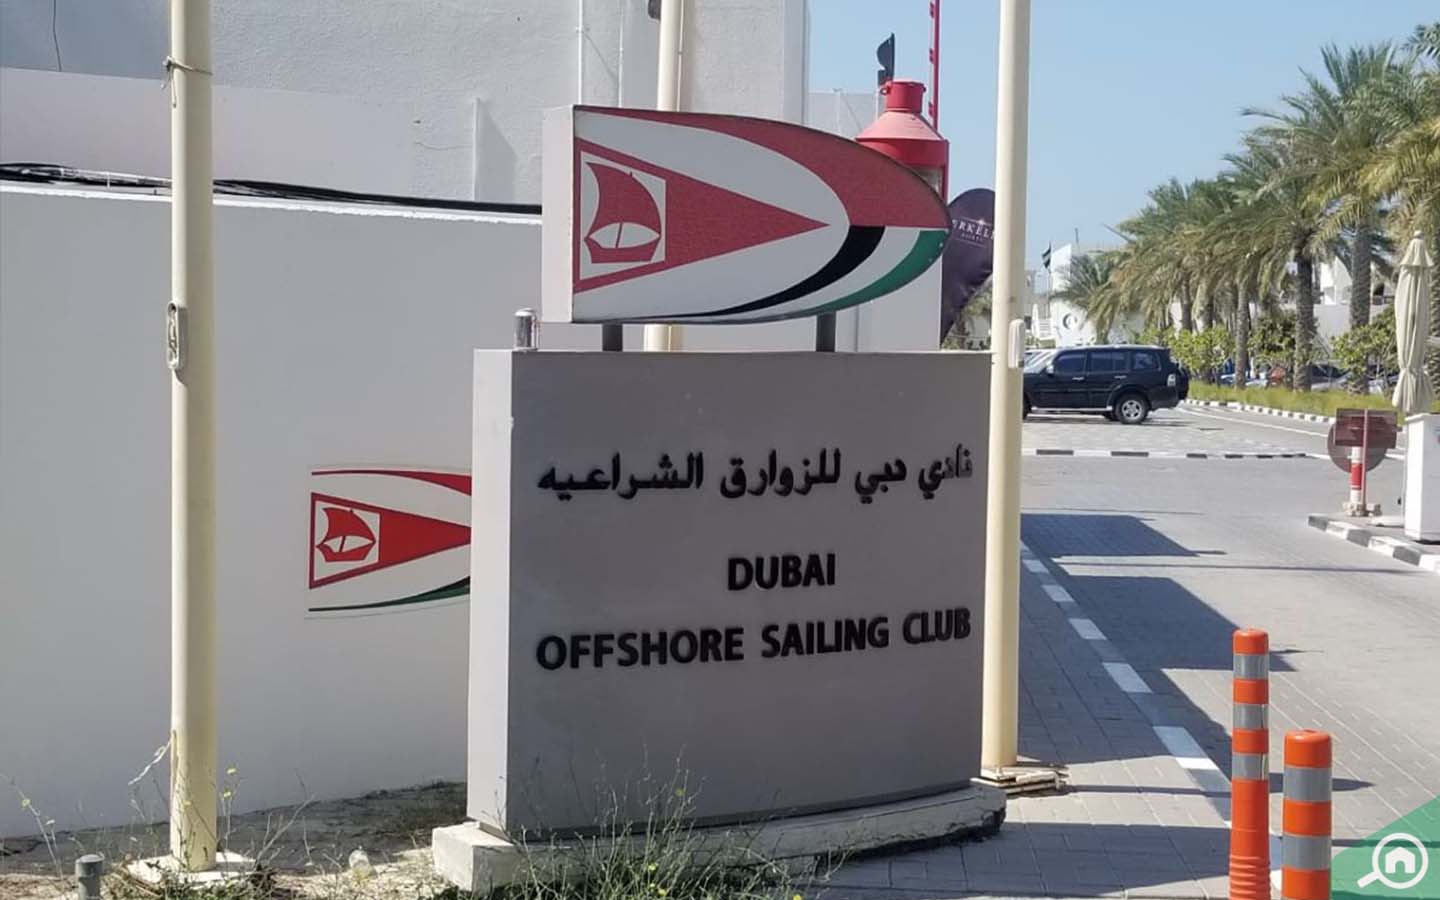 نادي دبي للزوارق الشراعيه
DUBAI
OFFSHORE SAILING CLUB